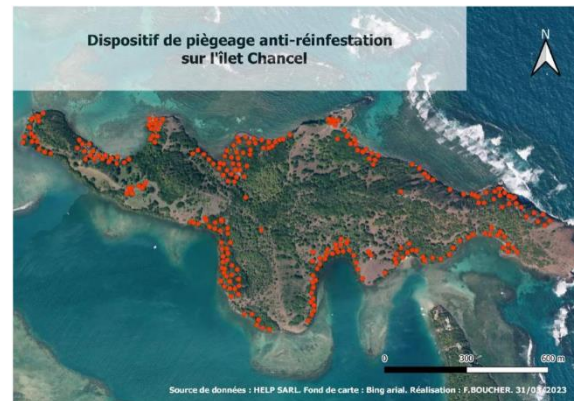 Dispositif de piègeage anti-réinfestation
sur l'îlet Chancel
N
0 300 600 m
Source de données : HELP SARL. Fond de carte : Bing arial. Réalisation : F.BOUCHER.